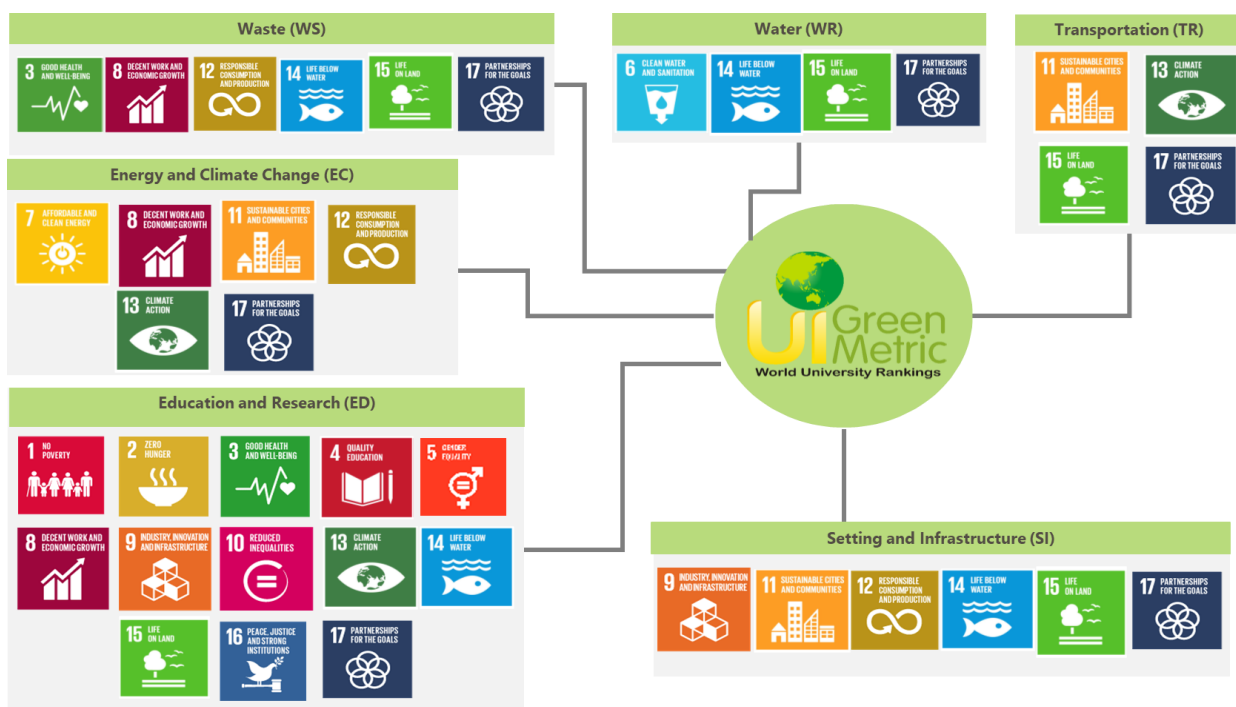 Waste (WS)
3 GOOD HEALTH
AND WELL-BEING
8 DECENT WORK AND
ECONOMIC GROWTH
12 RESPONSIBLE
CONSUMPTION
AND PRODUCTION
14 LIFE BELOW
WATER
15 LIFE
ON LAND
17 PARTNERSHIPS
FOR THE GOALS
Water (WR)
6 CLEAN WATER
AND SANITATION
14 LIFE BELOW
WATER
15 LIFE
ON LAND
17 PARTNERSHIPS
FOR THE GOALS
Transportation (TR)
11 SUSTAINABLE CITIES
AND COMMUNITIES
13 CLIMATE
ACTION
15 LIFE
ON LAND
17 PARTNERSHIPS
FOR THE GOALS
Energy and Climate Change (EC)
7 AFFORDABLE AND
CLEAN ENERGY
8 DECENT WORK AND
ECONOMIC GROWTH
11 SUSTAINABLE CITIES
AND COMMUNITIES
12 RESPONSIBLE
CONSUMPTION
AND PRODUCTION
13 CLIMATE
ACTION
17 PARTNERSHIPS
FOR THE GOALS
UI Green
Metric
World University Rankings
Education and Research (ED)
1 NO
POVERTY
2 ZERO
HUNGER
3 GOOD HEALTH
AND WELL-BEING
4 QUALITY
EDUCATION
5 GENDER
EQUALITY
8 DECENT WORK AND
ECONOMIC GROWTH
9 INDUSTRY, INNOVATION
AND INFRASTRUCTURE
10 REDUCED
INEQUALITIES
13 CLIMATE
ACTION
14 LIFE BELOW
WATER
15 LIFE
ON LAND
16 PEACE, JUSTICE
AND STRONG
INSTITUTIONS
17 PARTNERSHIPS
FOR THE GOALS
Setting and Infrastructure (SI)
9 INDUSTRY, INNOVATION
AND INFRASTRUCTURE
11 SUSTAINABLE CITIES
AND COMMUNITIES
12 RESPONSIBLE
CONSUMPTION
AND PRODUCTION
14 LIFE BELOW
WATER
15 LIFE
ON LAND
17 PARTNERSHIPS
FOR THE GOALS